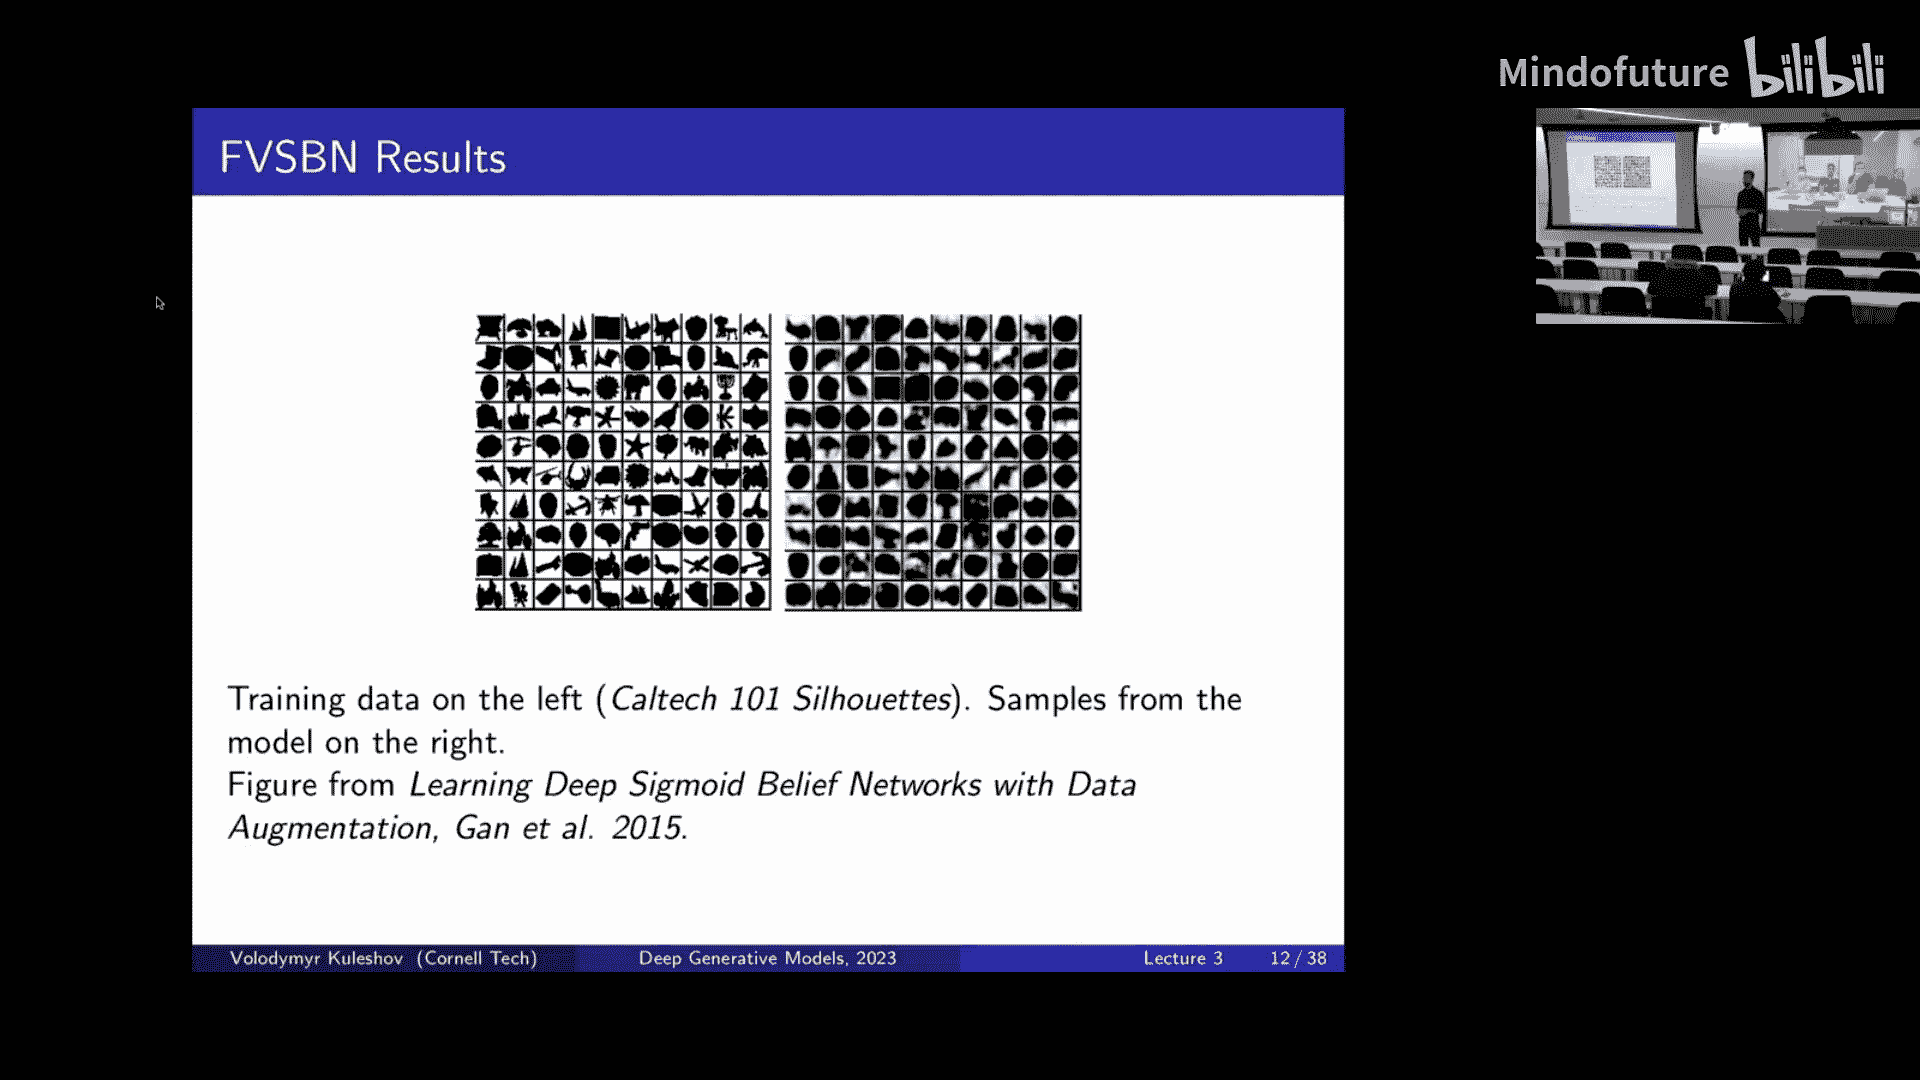 Mindofuture bilibili
FVSBN Results
Training data on the left (Caltech 101 Silhouettes). Samples from the
model on the right.
Figure from Learning Deep Sigmoid Belief Networks with Data
Augmentation, Gan et al. 2015.
Volodymyr Kuleshov (Cornell Tech) Deep Generative Models, 2023 Lecture 3 12 / 38